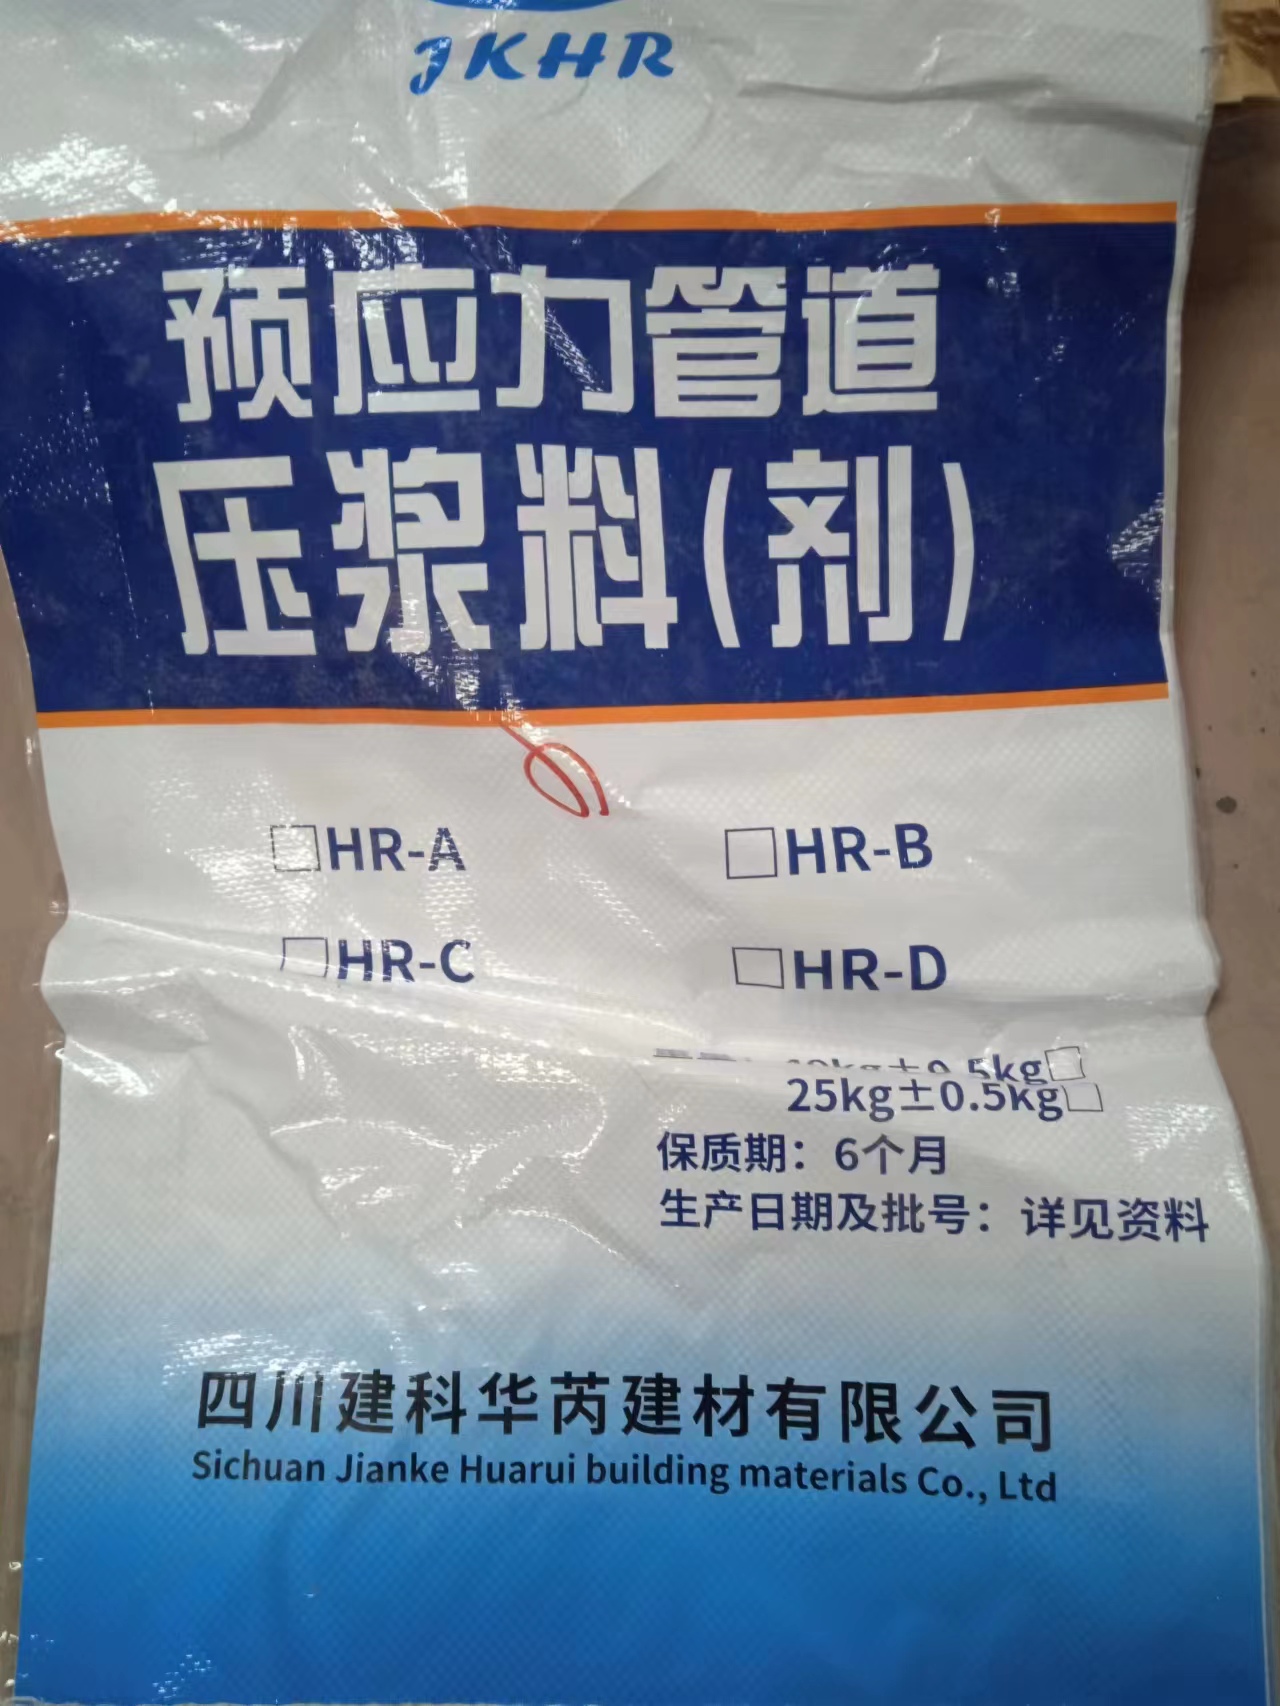 JKHR
预应力管道
压浆料(剂)
□HR-A □HR-B
□HR-C □HR-D
±0.5kg□
25kg±0.5kg□
保质期：6个月
生产日期及批号：详见资料
四川建科华芮建材有限公司
Sichuan Jianke Huarui building materials Co., Ltd